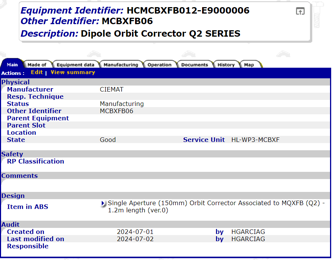 Equipment Identifier: HCMCBXFB012-E9000006
Other Identifier: MCBXFB06
Description: Dipole Orbit Corrector Q2 SERIES
Main Made of Equipment data Manufacturing Operation Documents History Map
Actions : Edit | View summary
Physical
Manufacturer CIEMAT
Resp. Technique
Status Manufacturing
Other Identifier MCBXFB06
Parent Equipment
Parent Slot
Location
State Good Service Unit HL-WP3-MCBXF
Safety
RP Classification
Comments
Design
Item in ABS Single Aperture (150mm) Orbit Corrector Associated to MQXFB (Q2) -
1.2m length (ver.0)
Audit
Created on 2024-07-01 by HGARCIAG
Last modified on 2024-07-02 by HGARCIAG
Responsible